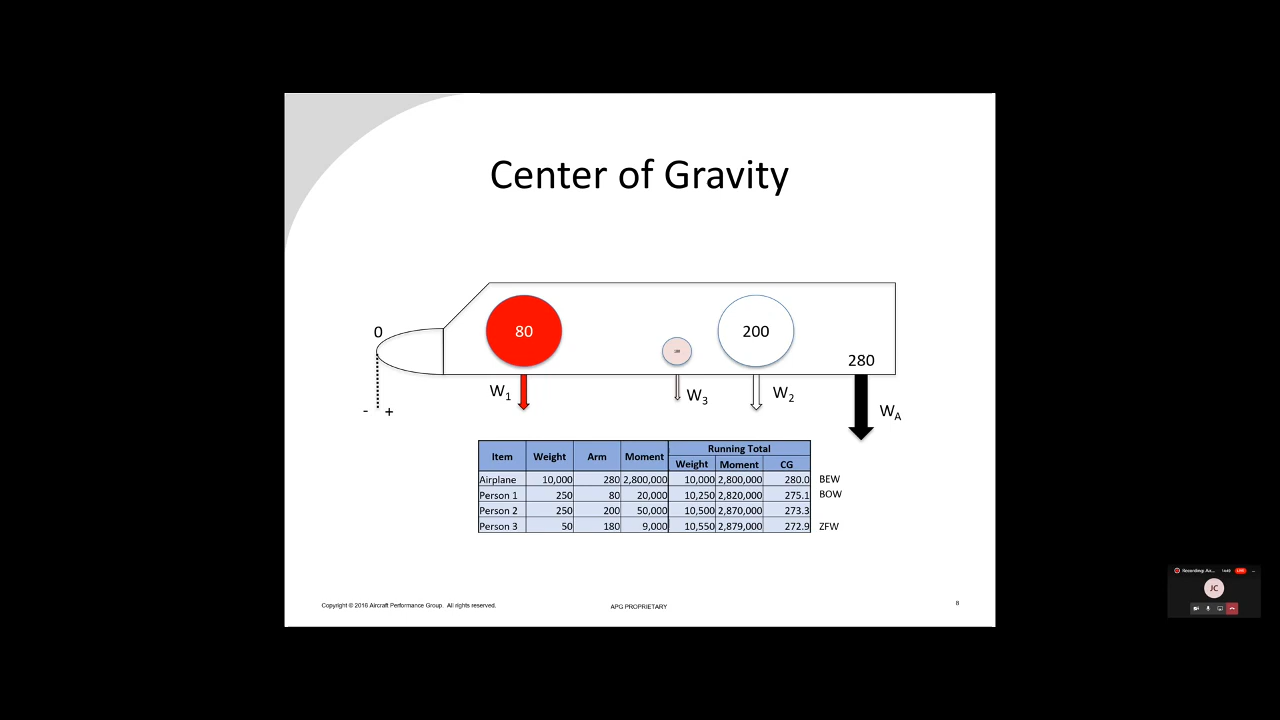 Center of Gravity
0
80
200
280
W1
W3
W2
WA
- +
Item Weight Arm Moment Running Total
Weight Moment CG
Airplane 10,000 280 2,800,000 10,000 2,800,000 280.0 BEW
Person 1 250 80 20,000 10,250 2,820,000 275.1 BOW
Person 2 250 200 50,000 10,500 2,870,000 273.3
Person 3 50 180 9,000 10,550 2,879,000 272.9 ZFW
Copyright © 2016 Aircraft Performance Group. All rights reserved.
APG PROPRIETARY
8
JC